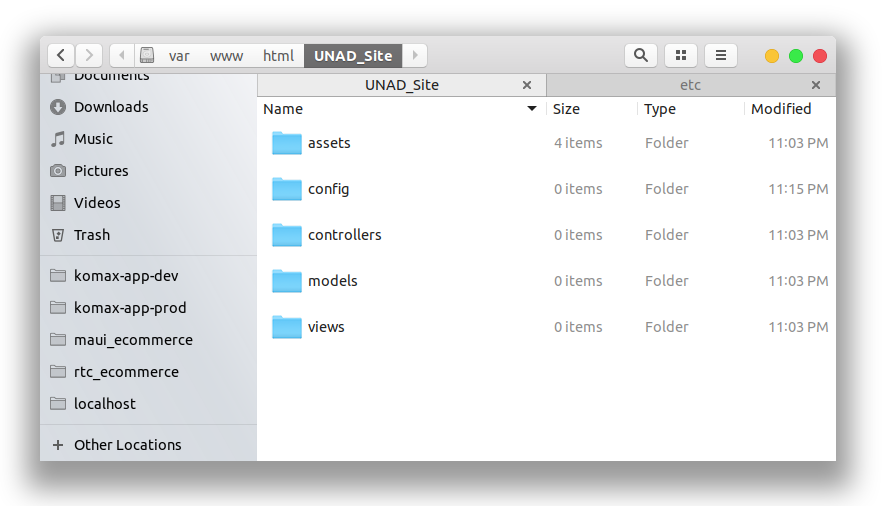 var www html UNAD_Site
Documents
Downloads
Music
Pictures
Videos
Trash
komax-app-dev
komax-app-prod
maui_ecommerce
rtc_ecommerce
localhost
Other Locations
UNAD_Site etc
Name Size Type Modified
assets 4 items Folder 11:03 PM
config 0 items Folder 11:15 PM
controllers 0 items Folder 11:03 PM
models 0 items Folder 11:03 PM
views 0 items Folder 11:03 PM